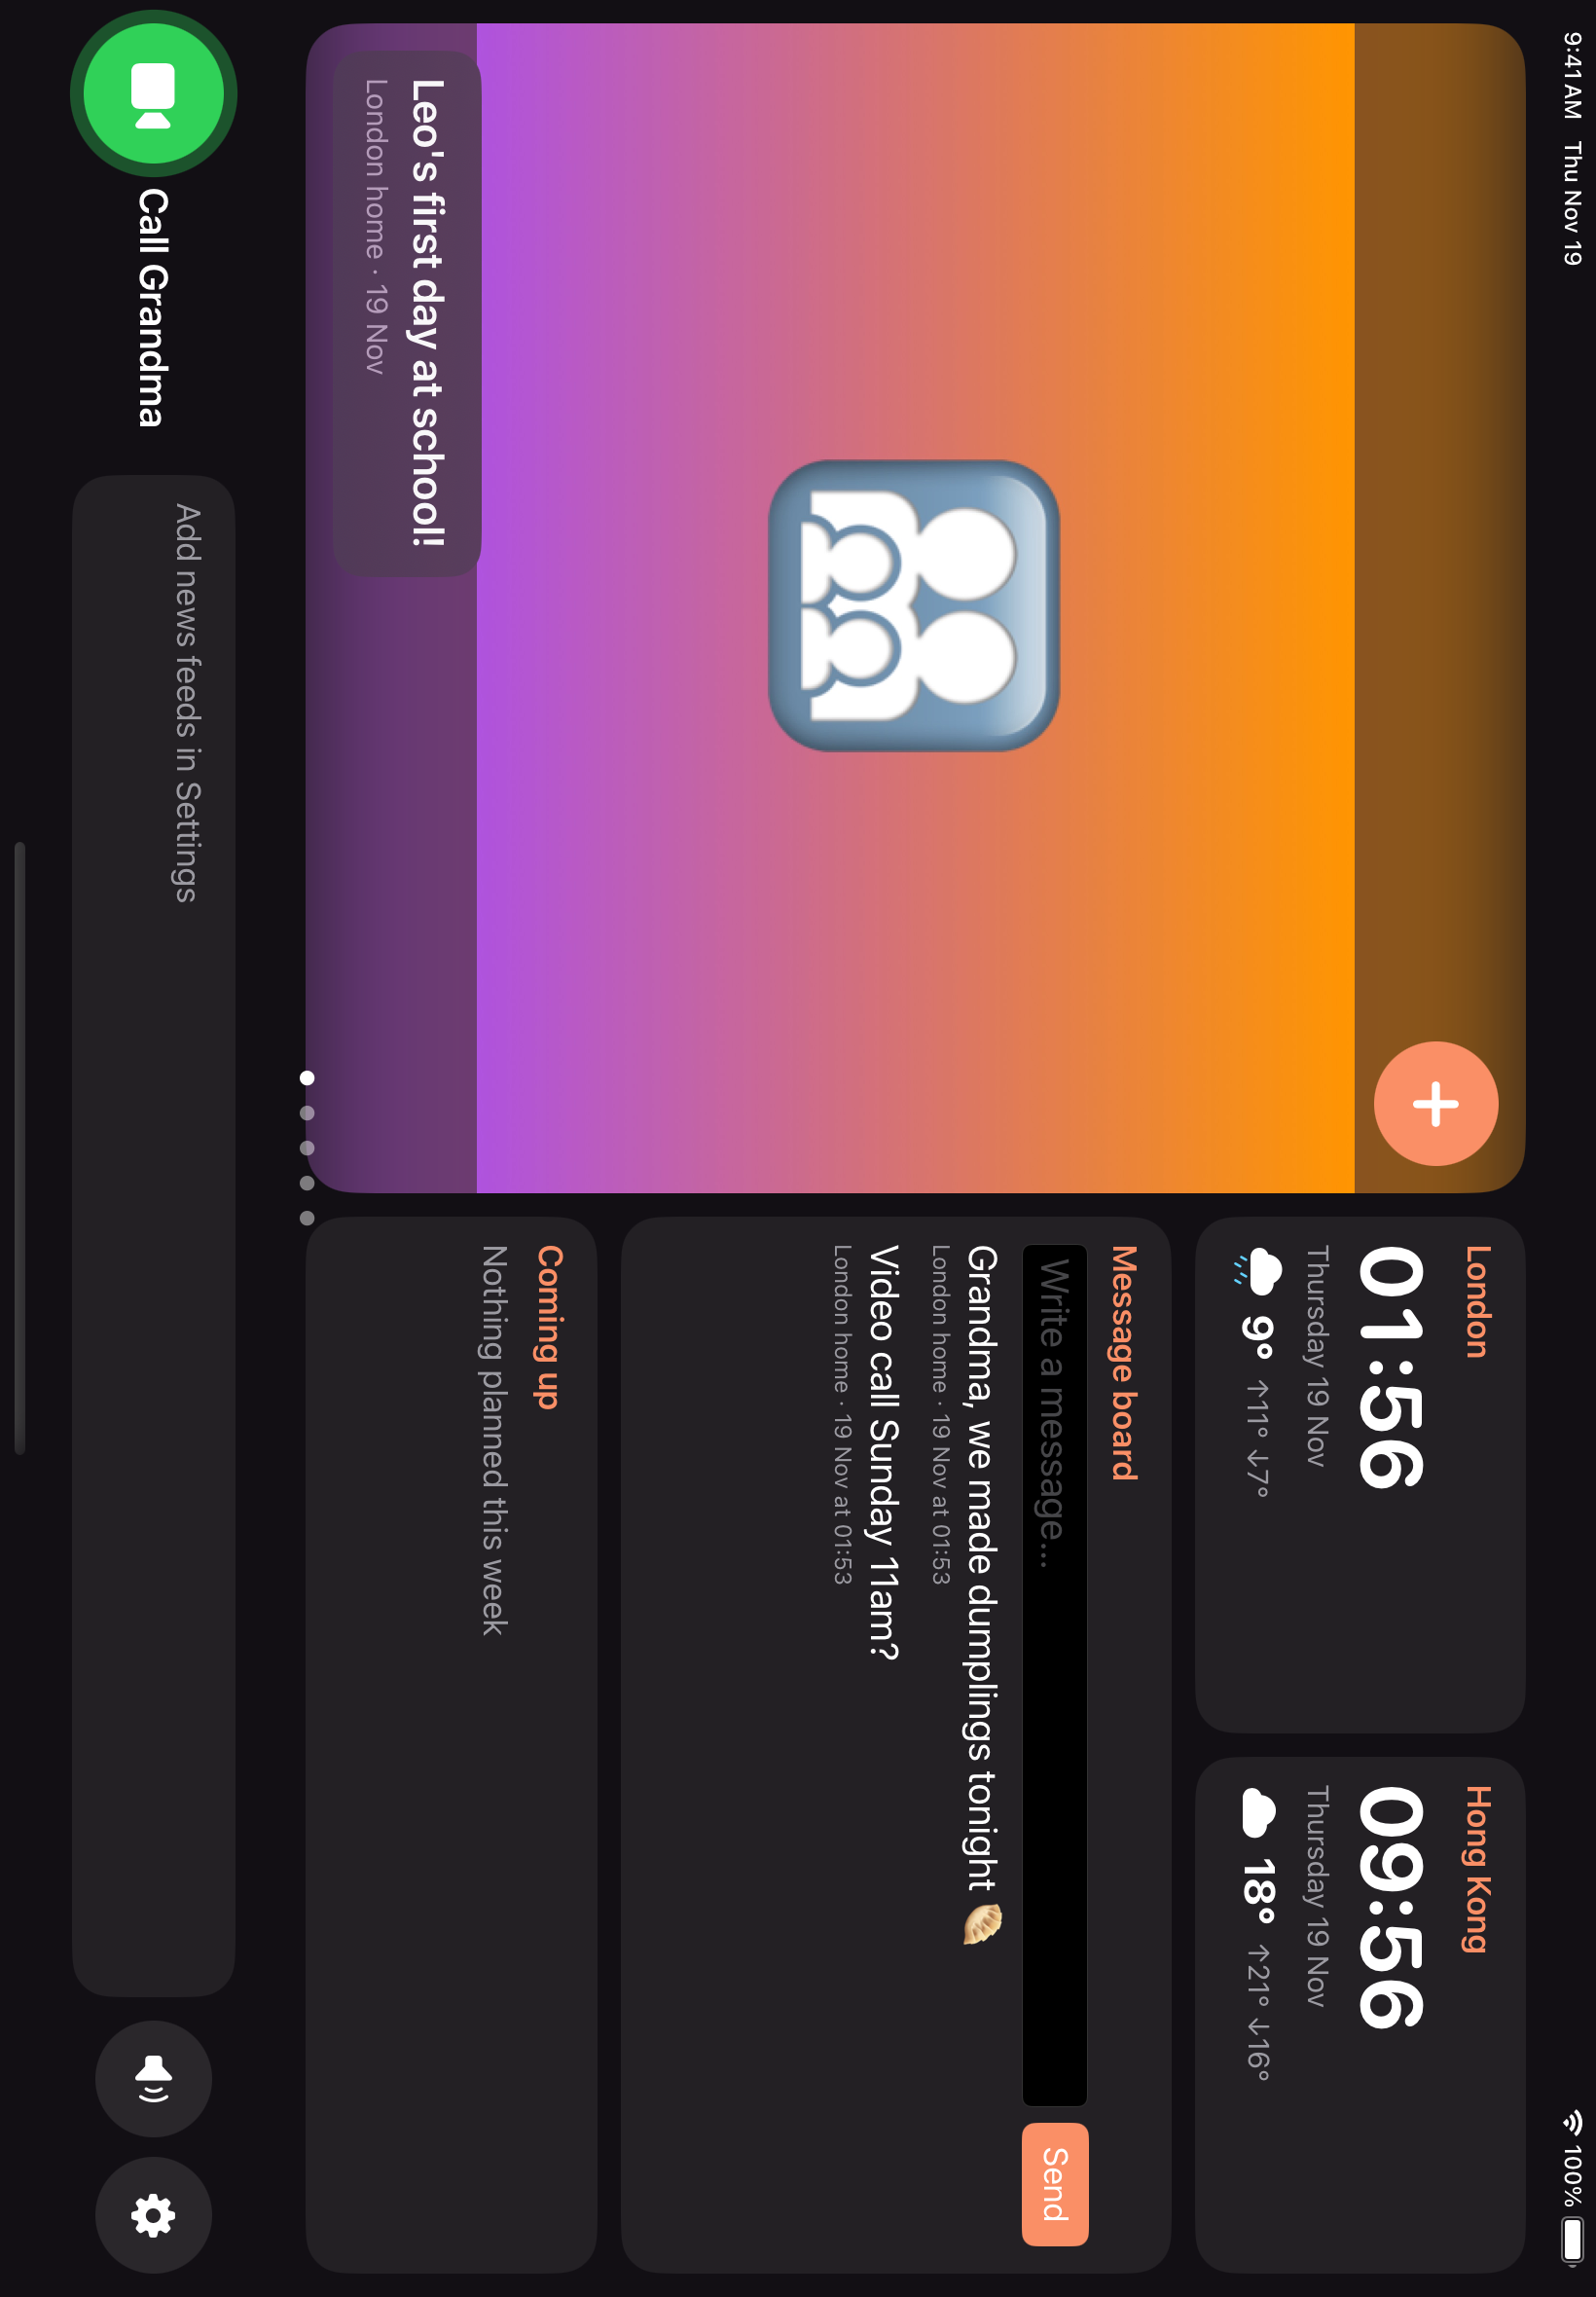 9:41 AM Thu Nov 19
100%
Leo's first day at school!
London home · 19 Nov
London
01:56
Thursday 19 Nov
9° ↑11° ↓7°
Hong Kong
09:56
Thursday 19 Nov
18° ↑21° ↓16°
Message board
Write a message...
Send
Grandma, we made dumplings tonight 🥟
London home · 19 Nov at 01:53
Video call Sunday 11am?
London home · 19 Nov at 01:53
Coming up
Nothing planned this week
Call Grandma
Add news feeds in Settings